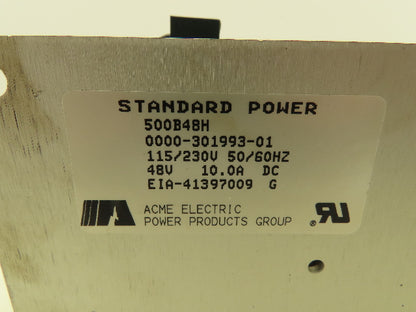 STANDARD POWER
500B48H
0000-301993-01
115/230V 50/60HZ
48V 10.0A DC
EIA-41397009 G
ACME ELECTRIC
POWER PRODUCTS GROUP